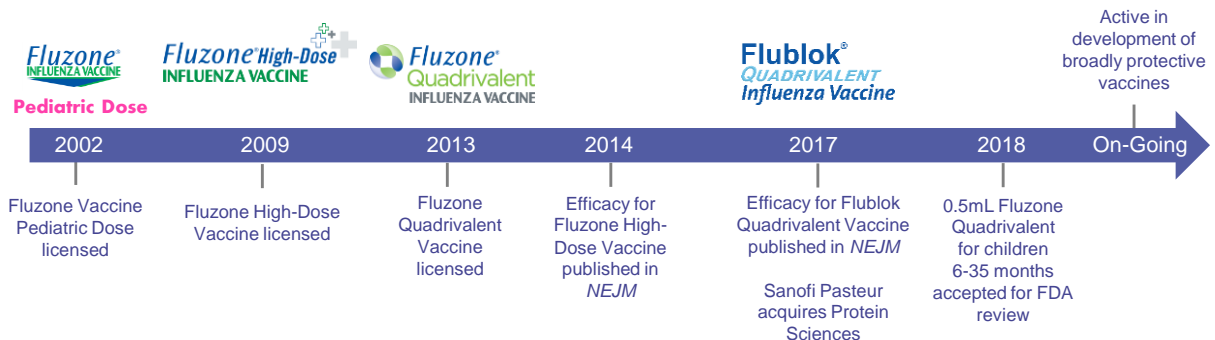 Fluzone®
INFLUENZA VACCINE
Pediatric Dose
Fluzone® High-Dose
INFLUENZA VACCINE
Fluzone®
Quadrivalent
INFLUENZA VACCINE
Flublok®
QUADRIVALENT
Influenza Vaccine
Active in
development of
broadly protective
vaccines
2002
2009
2013
2014
2017
2018
On-Going
Fluzone Vaccine
Pediatric Dose
licensed
Fluzone High-Dose
Vaccine licensed
Fluzone
Quadrivalent
Vaccine
licensed
Efficacy for
Fluzone High-
Dose Vaccine
published in
NEJM
Efficacy for Flublok
Quadrivalent Vaccine
published in NEJM
Sanofi Pasteur
acquires Protein
Sciences
0.5mL Fluzone
Quadrivalent
for children
6-35 months
accepted for FDA
review